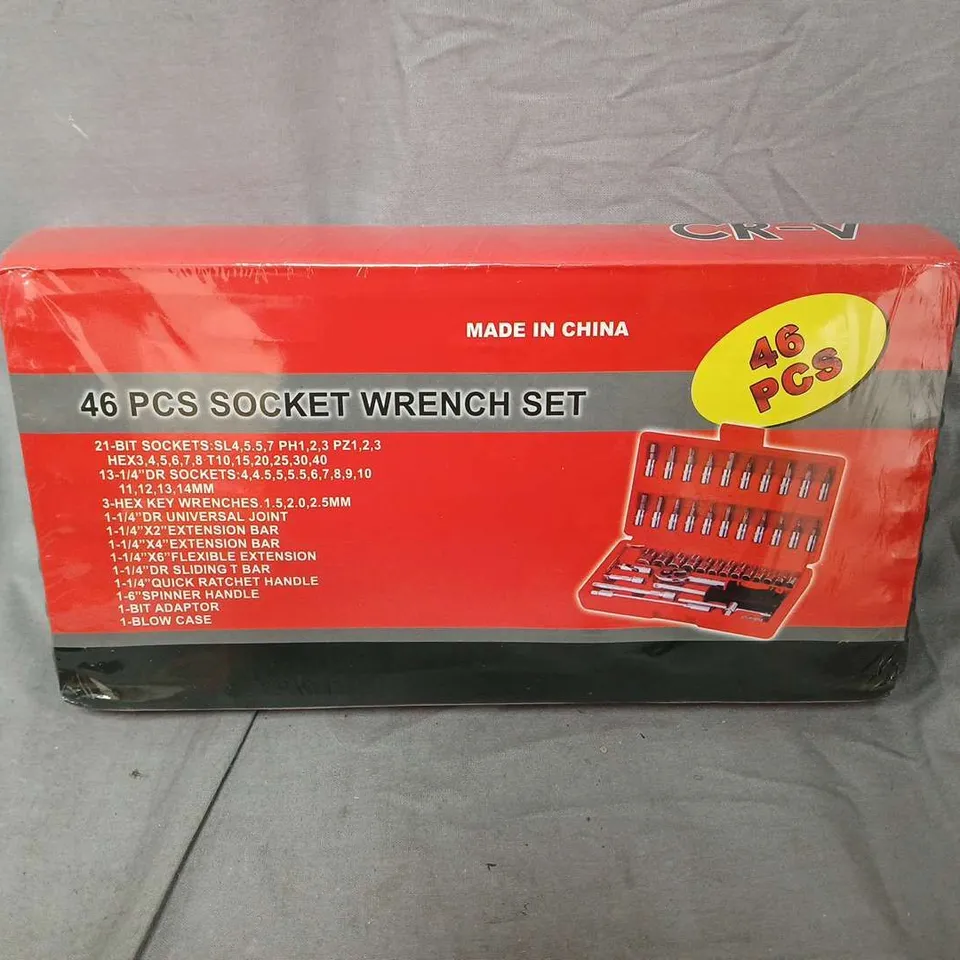 CR-V
MADE IN CHINA
46
PCS
46 PCS SOCKET WRENCH SET
21-BIT SOCKETS:SL4,5.5,7 PH1,2,3 PZ1,2,3
HEX3,4,5,6,7,8 T10,15,20,25,30,40
13-1/4"DR SOCKETS:4,4.5,5,5.5,6,7,8,9,10
11,12,13,14MM
3-HEX KEY WRENCHES.1.5,2.0,2.5MM
1-1/4"DR UNIVERSAL JOINT
1-1/4"X2"EXTENSION BAR
1-1/4"X4"EXTENSION BAR
1-1/4"X6"FLEXIBLE EXTENSION
1-1/4"DR SLIDING T BAR
1-1/4"QUICK RATCHET HANDLE
1-6"SPINNER HANDLE
1-BIT ADAPTOR
1-BLOW CASE